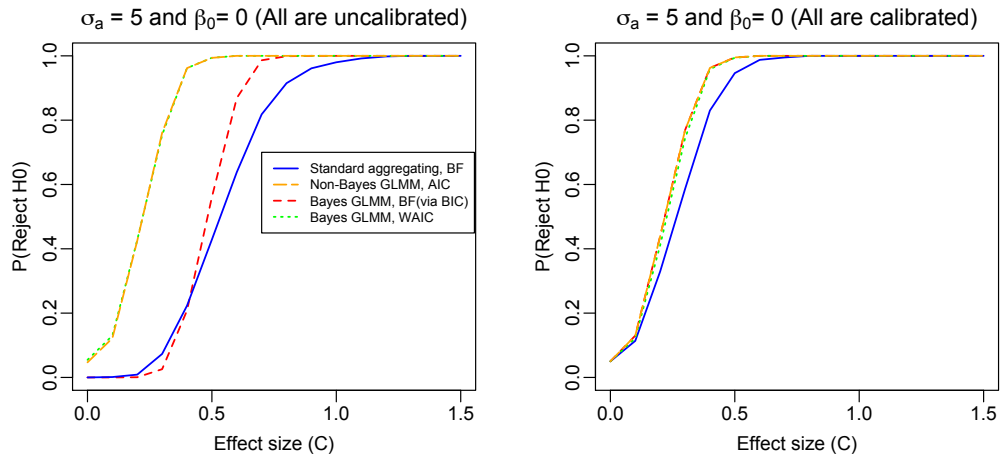 σa = 5 and β0= 0 (All are uncalibrated)
P(Reject H0)
1.0
0.8
0.6
0.4
0.2
0.0
Standard aggregating, BF
Non-Bayes GLMM, AIC
Bayes GLMM, BF(via BIC)
Bayes GLMM, WAIC
0.0 0.5 1.0 1.5
Effect size (C)
σa = 5 and β0= 0 (All are calibrated)
P(Reject H0)
1.0
0.8
0.6
0.4
0.2
0.0
0.0 0.5 1.0 1.5
Effect size (C)